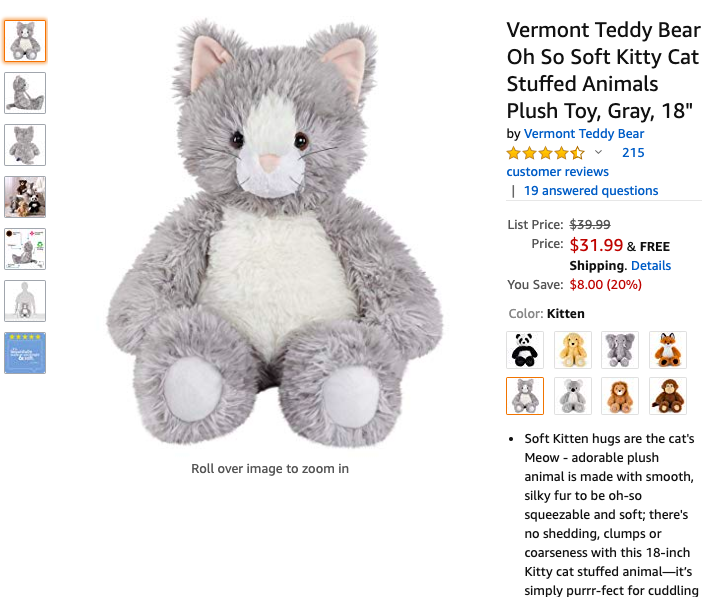 Vermont Teddy Bear
Oh So Soft Kitty Cat
Stuffed Animals
Plush Toy, Gray, 18"
by Vermont Teddy Bear
215
customer reviews
| 19 answered questions
List Price: $39.99
Price: $31.99 & FREE
Shipping. Details
You Save: $8.00 (20%)
Color: Kitten
Roll over image to zoom in
• Soft Kitten hugs are the cat's
Meow - adorable plush
animal is made with smooth,
silky fur to be oh-so
squeezable and soft; there's
no shedding, clumps or
coarseness with this 18-inch
Kitty cat stuffed animal—it's
simply purrr-fect for cuddling